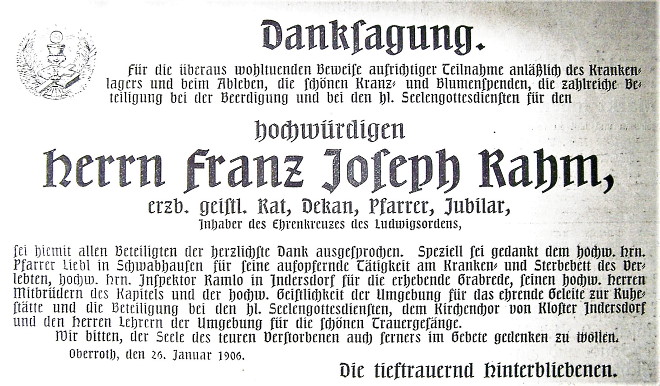 Dankſagung.
Für die überaus wohltuenden Beweiſe aufrichtiger Teilnahme anläßlich des Kranken-
lagers und beim Ableben, die ſchönen Kranz- und Blumenſpenden, die zahlreiche Be-
teiligung bei der Beerdigung und bei den hl. Seelengottesdienſten für den
hochwürdigen
Herrn Franz Joſeph Rahm,
erzb. geiſtl. Rat, Dekan, Pfarrer, Jubilar,
Inhaber des Ehrenkreuzes des Ludwigsordens,
ſei hiemit allen Beteiligten der herzlichſte Dank ausgeſprochen. Speziell ſei gedankt dem hochw. Hrn.
Pfarrer Liebl in Schwabhauſen für ſeine aufopfernde Tätigkeit am Kranken- und Sterbebett des Ver-
lebten, hochw. Hrn. Inſpektor Ramlo in Indersdorf für die erhebende Grabrede, ſeinen hochw. Herren
Mitbrüdern des Kapitels und der hochw. Geiſtlichkeit der Umgebung für das ehrende Geleite zur Ruhe-
ſtätte und die Beteiligung bei den hl. Seelengottesdienſten, dem Kirchenchor von Kloſter Indersdorf
und den Herren Lehrern der Umgebung für die ſchönen Trauergeſänge.
Wir bitten, der Seele des teuren Verſtorbenen auch ferners im Gebete gedenken zu wollen.
Oberroth, den 26. Januar 1906.
Die tieftrauernd Hinterbliebenen.